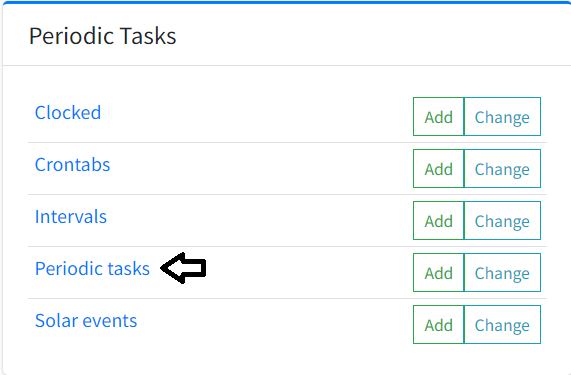 Periodic Tasks
Clocked Add Change
Crontabs Add Change
Intervals Add Change
Periodic tasks Add Change
Solar events Add Change